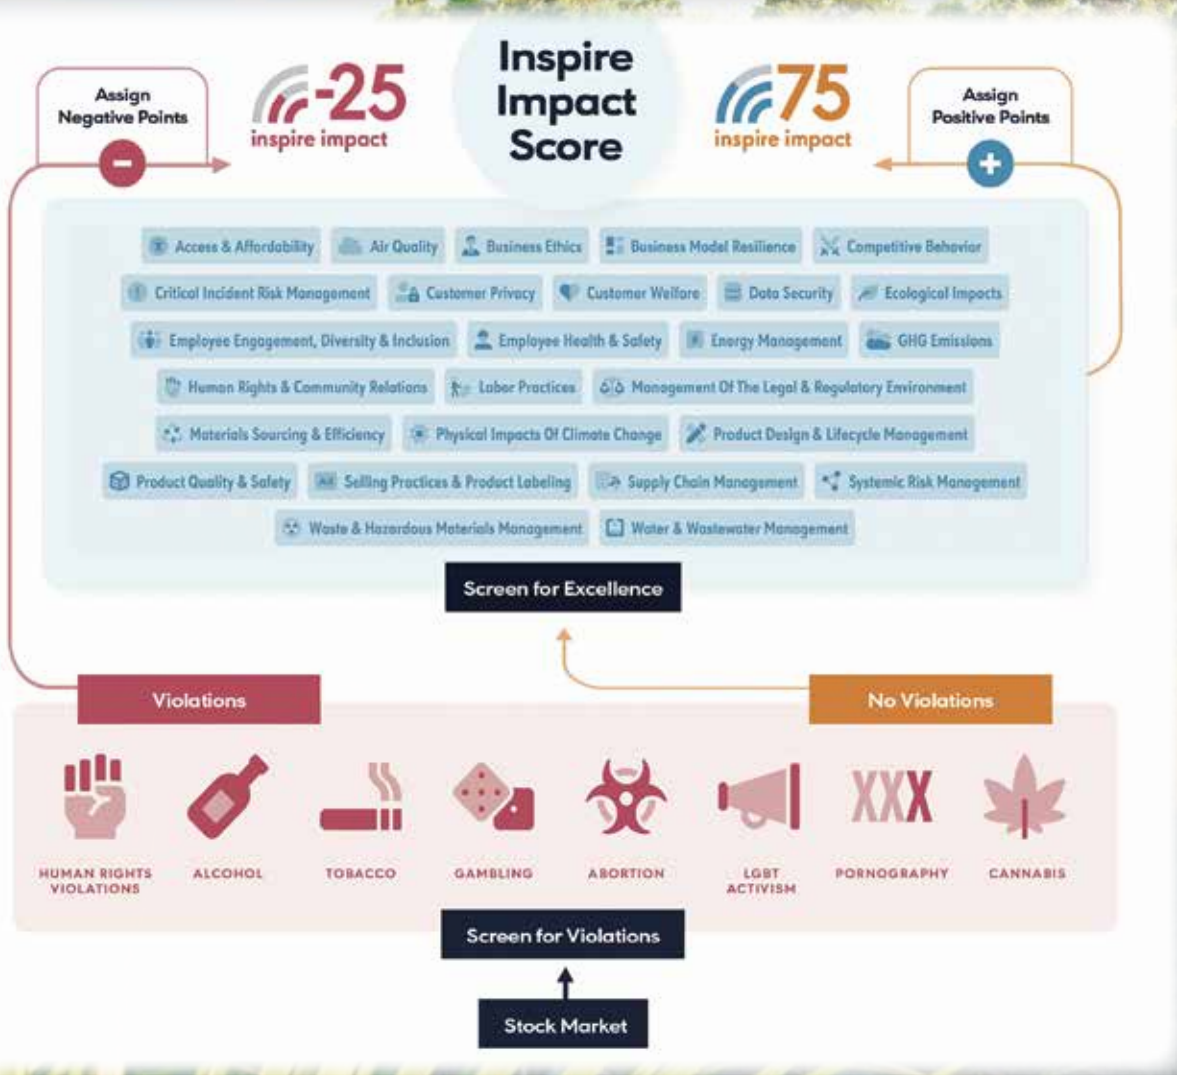 Inspire
Impact
Score
Assign
Negative Points
-25
inspire impact
75
inspire impact
Assign
Positive Points
Access & Affordability
Air Quality
Business Ethics
Business Model Resilience
Competitive Behavior
Critical Incident Risk Management
Customer Privacy
Customer Welfare
Data Security
Ecological Impacts
Employee Engagement, Diversity & Inclusion
Employee Health & Safety
Energy Management
GHG Emissions
Human Rights & Community Relations
Labor Practices
Management Of The Legal & Regulatory Environment
Materials Sourcing & Efficiency
Physical Impacts Of Climate Change
Product Design & Lifecycle Management
Product Quality & Safety
Selling Practices & Product Labeling
Supply Chain Management
Systemic Risk Management
Waste & Hazardous Materials Management
Water & Wastewater Management
Screen for Excellence
Violations
No Violations
XXX
HUMAN RIGHTS
VIOLATIONS
ALCOHOL
TOBACCO
GAMBLING
ABORTION
LGBT
ACTIVISM
PORNOGRAPHY
CANNABIS
Screen for Violations
Stock Market